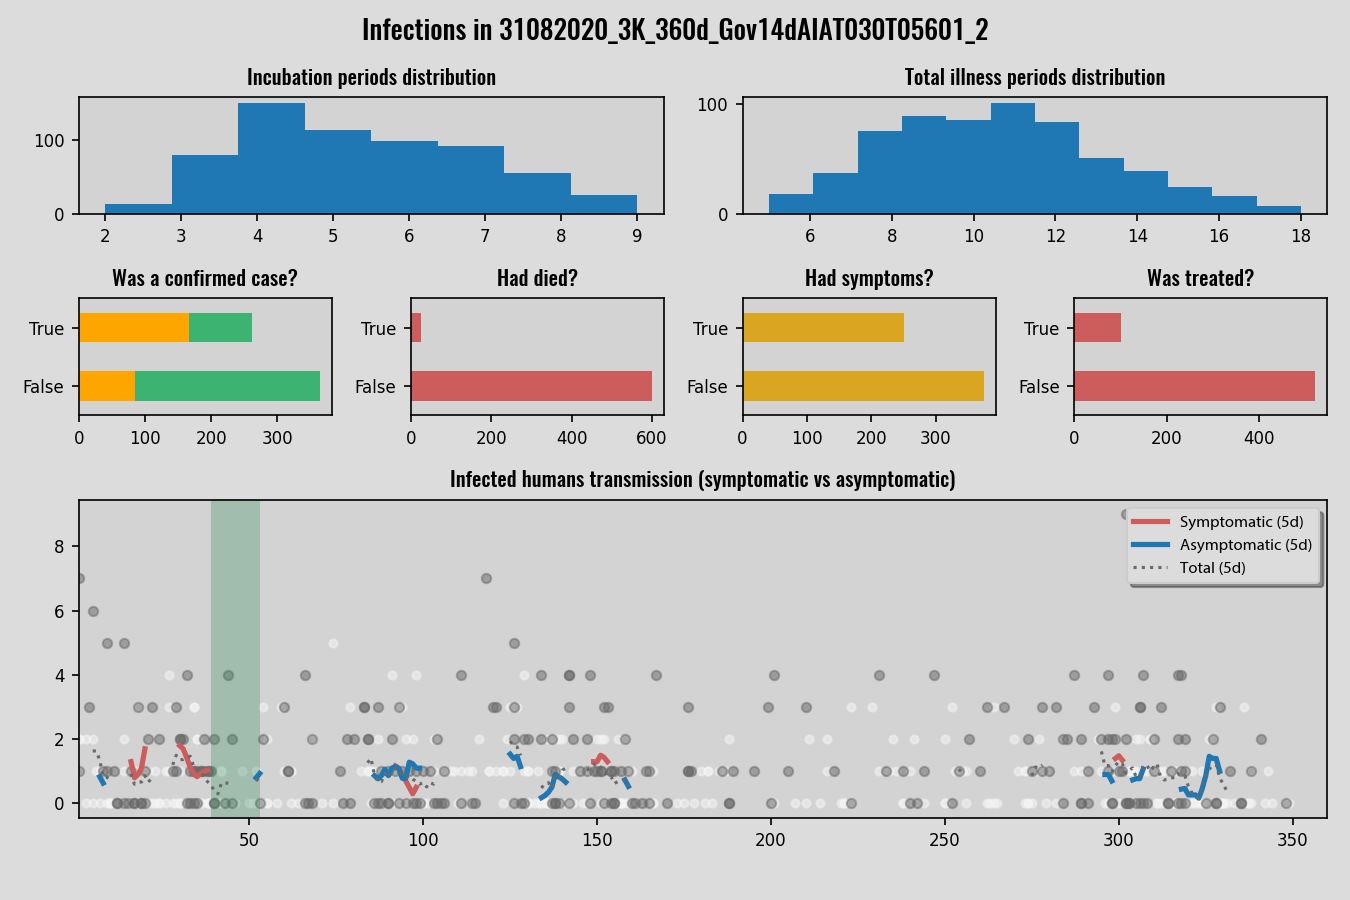 Infections in 31082020_3K_360d_Gov14dAIAT030T05601_2
Incubation periods distribution
Total illness periods distribution
100
0
2 3 4 5 6 7 8 9
100
0
6 8 10 12 14 16 18
Was a confirmed case?
Had died?
Had symptoms?
Was treated?
True
False
0 100 200 300
True
False
0 200 400 600
True
False
0 100 200 300
True
False
0 200 400
Infected humans transmission (symptomatic vs asymptomatic)
8
6
4
2
0
Symptomatic (5d)
Asymptomatic (5d)
Total (5d)
50 100 150 200 250 300 350